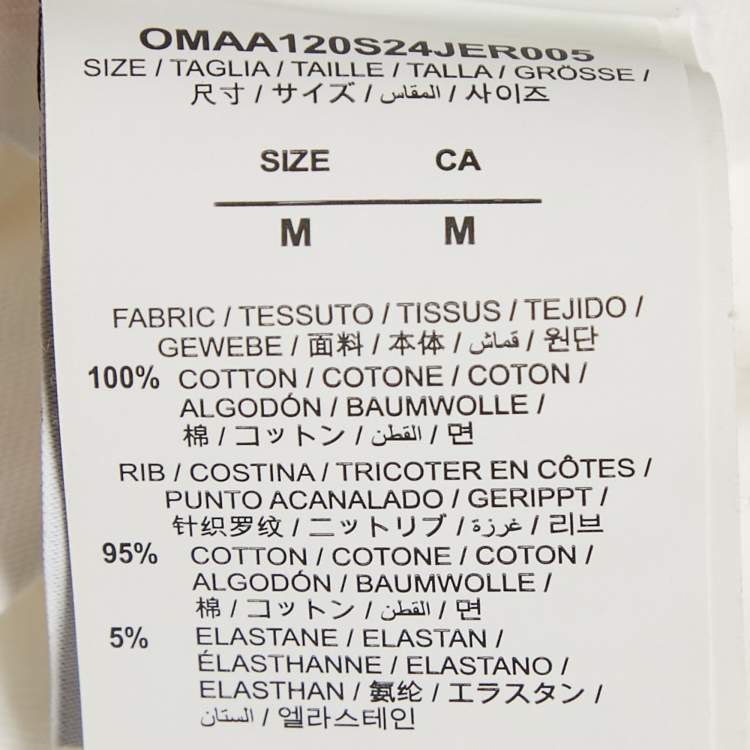 OMAA120S24JER005
SIZE / TAGLIA / TAILLE / TALLA / GRÖSSE /
尺寸 / サイズ / المقاس / 사이즈
SIZE CA
M M
FABRIC / TESSUTO / TISSUS / TEJIDO /
GEWEBE / 面料 / 本体 / قماش / 원단
100% COTTON / COTONE / COTON /
ALGODÓN / BAUMWOLLE /
棉 / コットン / القطن / 면
RIB / COSTINA / TRICOTER EN CÔTES /
PUNTO ACANALADO / GERIPPT /
针织罗纹 / ニットリブ / غرزة / 리브
95% COTTON / COTONE / COTON /
ALGODÓN / BAUMWOLLE /
棉 / コットン / القطن / 면
5% ELASTANE / ELASTAN /
ÉLASTHANNE / ELASTANO /
ELASTHAN / 氨纶 / エラスタン /
الستان / 엘라스테인